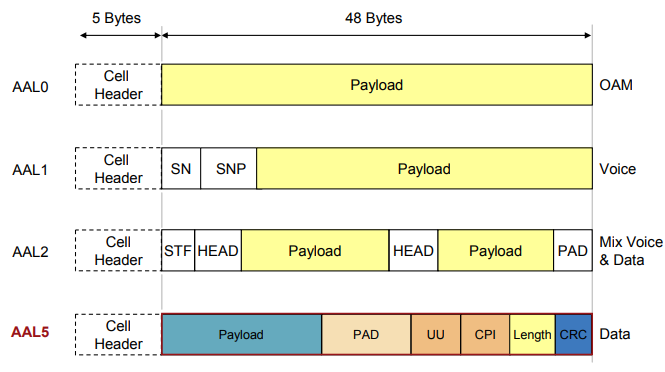 5 Bytes 48 Bytes
AAL0 Cell Header Payload OAM
AAL1 Cell Header SN SNP Payload Voice
AAL2 Cell Header STF HEAD Payload HEAD Payload PAD Mix Voice & Data
AAL5 Cell Header Payload PAD UU CPI Length CRC Data